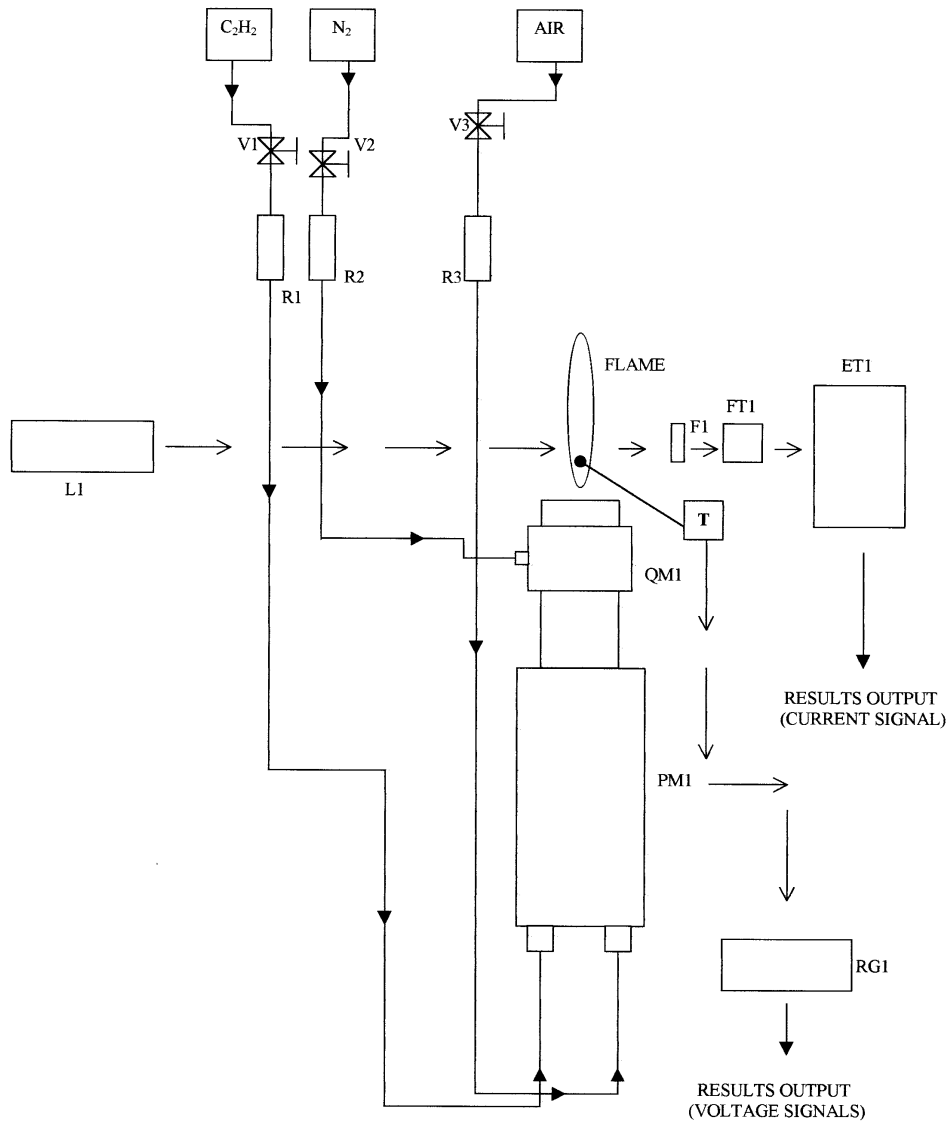 C₂H₂
N₂
AIR
V1
V2
V3
R1
R2
R3
FLAME
ET1
FT1
F1
L1
T
QM1
RESULTS OUTPUT
(CURRENT SIGNAL)
PM1
RG1
RESULTS OUTPUT
(VOLTAGE SIGNALS)